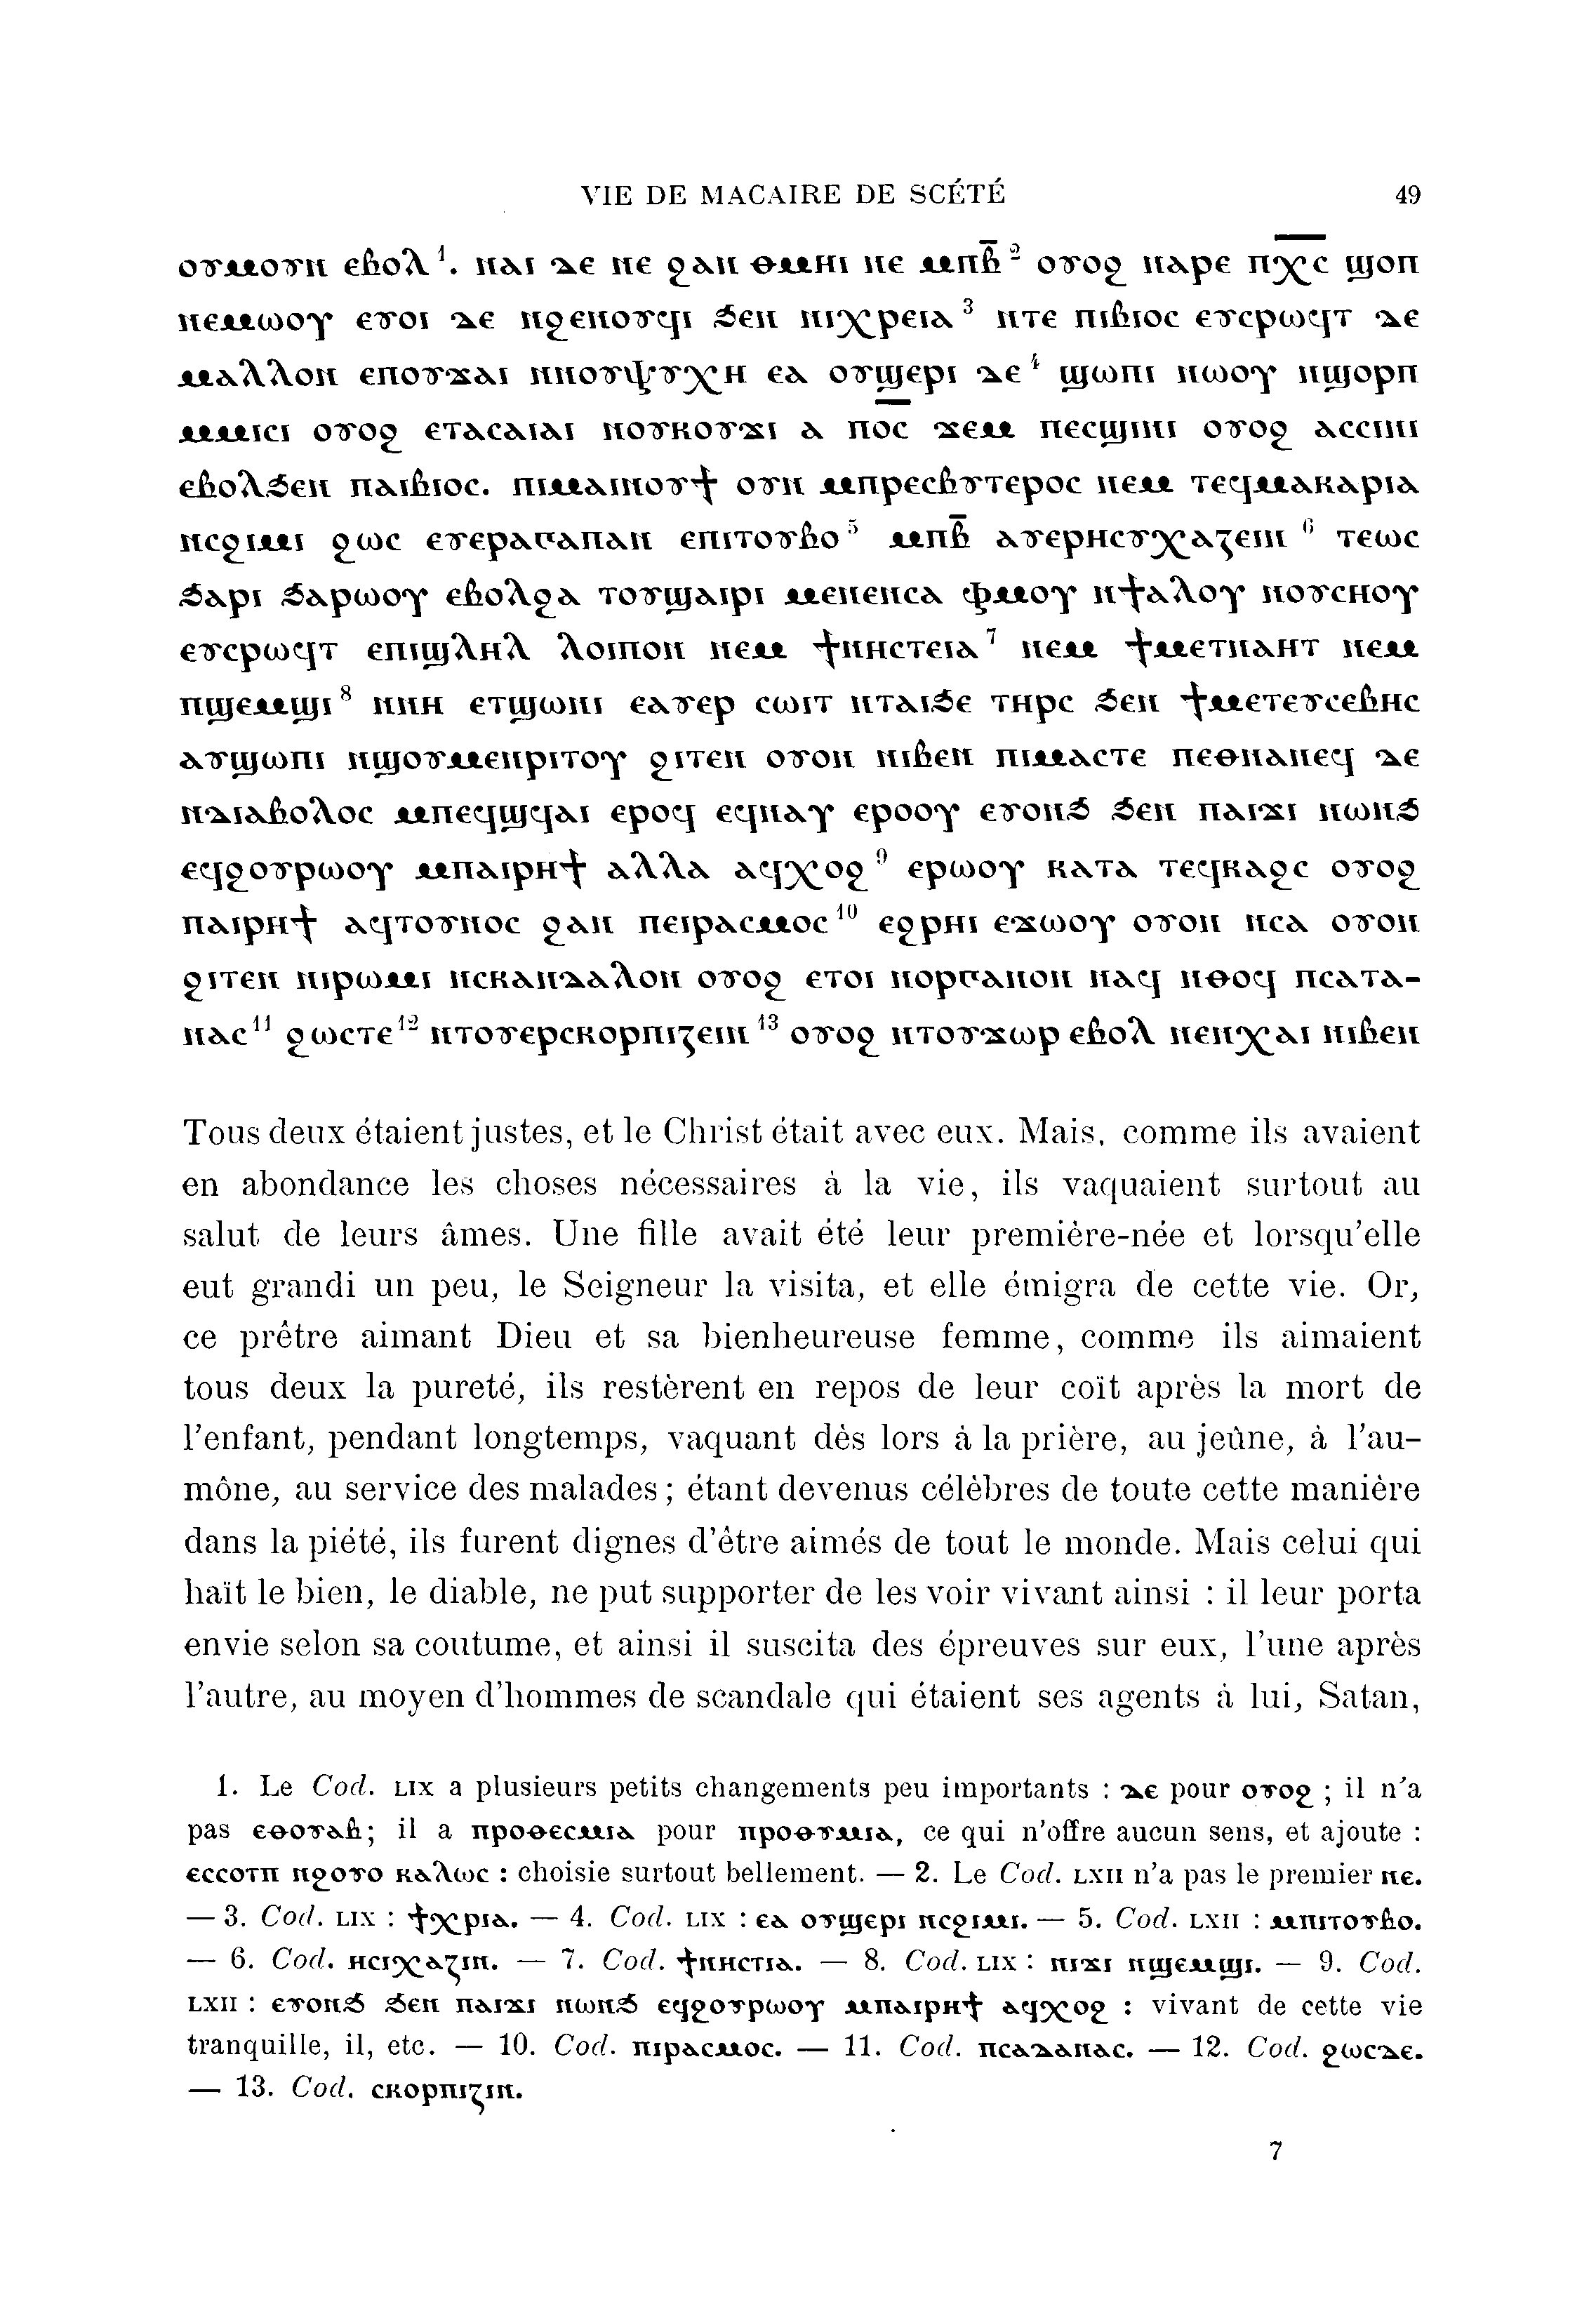 VIE DE MACAIRE DE SCÉTÉ 49
ⲟⲩⲙⲟⲩⲛ ⲉⲃⲟⲗ ¹. ⲛⲁⲓ ⲇⲉ ⲛⲉ ϩⲁⲛ ⲑⲙⲏⲓ ⲛⲉ ⲙⲡⲃ̄ ² ⲟⲩⲟϩ ⲛⲁⲣⲉ ⲡⲭ̅ⲥ̅ ϣⲟⲡ
ⲛⲉⲙⲱⲟⲩ ⲉⲩⲟⲓ ⲇⲉ ⲛϩⲉⲛⲟⲩϥⲓ ϧⲉⲛ ⲛⲓⲭⲣⲉⲓⲁ ³ ⲛⲧⲉ ⲡⲓⲃⲓⲟⲥ ⲉⲩⲥⲣⲱϥⲧ ⲇⲉ
ⲙⲁⲗⲗⲟⲛ ⲉⲡⲟⲩϫⲁⲓ ⲛⲛⲟⲩⲯⲩⲭⲏ ⲉⲁ ⲟⲩϣⲉⲣⲓ ⲇⲉ ⁴ ϣⲱⲡⲓ ⲛⲱⲟⲩ ⲛϣⲟⲣⲡ
ⲙⲙⲓⲥⲓ ⲟⲩⲟϩ ⲉⲧⲁⲥⲁⲓⲁⲓ ⲛⲟⲩⲕⲟⲩϫⲓ ⲁ ⲡⲟ̅ⲥ̅ ϫⲉⲙ ⲡⲉⲥϣⲓⲛⲓ ⲟⲩⲟϩ ⲁⲥⲥⲓⲛⲓ
ⲉⲃⲟⲗϧⲉⲛ ⲡⲁⲓⲃⲓⲟⲥ. ⲡⲓⲙⲁⲓⲛⲟⲩϯ ⲟⲩⲛ ⲙⲡⲣⲉⲥⲃⲩⲧⲉⲣⲟⲥ ⲛⲉⲙ ⲧⲉϥⲙⲁⲕⲁⲣⲓⲁ
ⲛⲥϩⲓⲙⲓ ϩⲱⲥ ⲉⲩⲉⲣⲁⲅⲁⲡⲁⲛ ⲉⲡⲓⲧⲟⲩⲃⲟ ⁵ ⲙⲡⲃ̄ ⲁⲩⲉⲣⲏⲥⲩⲭⲁⲍⲉⲓⲛ ⁶ ⲧⲉⲱⲥ
ϧⲁⲣⲓ ϧⲁⲣⲱⲟⲩ ⲉⲃⲟⲗϩⲁ ⲧⲟⲩϣⲁⲓⲣⲓ ⲙⲉⲛⲉⲛⲥⲁ ⲫⲙⲟⲩ ⲛϯⲁⲗⲟⲩ ⲛⲟⲩⲥⲏⲟⲩ
ⲉⲩⲥⲣⲱϥⲧ ⲉⲡⲓϣⲗⲏⲗ ⲗⲟⲓⲡⲟⲛ ⲛⲉⲙ ϯⲛⲏⲥⲧⲉⲓⲁ ⁷ ⲛⲉⲙ ϯⲙⲉⲧⲛⲁⲏⲧ ⲛⲉⲙ
ⲡϣⲉⲙϣⲓ ⁸ ⲛⲛⲏ ⲉⲧϣⲱⲛⲓ ⲉⲁⲩⲉⲣ ⲥⲱⲓⲧ ⲛⲧⲁⲓϧⲉ ⲧⲏⲣⲥ ϧⲉⲛ ϯⲙⲉⲧⲉⲩⲥⲉⲃⲏⲥ
ⲁⲩϣⲱⲡⲓ ⲛϣⲟⲩⲙⲉⲛⲣⲓⲧⲟⲩ ϩⲓⲧⲉⲛ ⲟⲩⲟⲛ ⲛⲓⲃⲉⲛ ⲡⲓⲙⲁⲥⲧⲉ ⲡⲉⲑⲛⲁⲛⲉϥ ⲇⲉ
ⲛⲇⲓⲁⲃⲟⲗⲟⲥ ⲙⲡⲉϥϣϥⲁⲓ ⲉⲣⲟϥ ⲉϥⲛⲁⲩ ⲉⲣⲟⲟⲩ ⲉⲩⲟⲛϧ ϧⲉⲛ ⲡⲁⲓϫⲓ ⲛⲱⲛϧ
ⲉϥϩⲟⲩⲣⲱⲟⲩ ⲙⲡⲁⲓⲣⲏϯ ⲁⲗⲗⲁ ⲁϥⲭⲟϩ ⁹ ⲉⲣⲱⲟⲩ ⲕⲁⲧⲁ ⲧⲉϥⲕⲁϩⲥ ⲟⲩⲟϩ
ⲡⲁⲓⲣⲏϯ ⲁϥⲧⲟⲩⲛⲟⲥ ϩⲁⲛ ⲡⲉⲓⲣⲁⲥⲙⲟⲥ ¹⁰ ⲉϩⲣⲏⲓ ⲉϫⲱⲟⲩ ⲟⲩⲟⲛ ⲛⲥⲁ ⲟⲩⲟⲛ
ϩⲓⲧⲉⲛ ⲛⲓⲣⲱⲙⲓ ⲛⲥⲕⲁⲛⲇⲁⲗⲟⲛ ⲟⲩⲟϩ ⲉⲧⲟⲓ ⲛⲟⲣⲅⲁⲛⲟⲛ ⲛⲁϥ ⲛⲑⲟϥ ⲡⲥⲁⲧⲁ-
ⲛⲁⲥ ¹¹ ϩⲱⲥⲧⲉ ¹² ⲛⲧⲟⲩⲉⲣⲥⲕⲟⲣⲡⲓⲍⲉⲓⲛ ¹³ ⲟⲩⲟϩ ⲛⲧⲟⲩϫⲱⲣ ⲉⲃⲟⲗ ⲛⲉⲛⲭⲁⲓ ⲛⲓⲃⲉⲛ
Tous deux étaient justes, et le Christ était avec eux. Mais, comme ils avaient
en abondance les choses nécessaires à la vie, ils vaquaient surtout au
salut de leurs âmes. Une fille avait été leur première-née et lorsqu'elle
eut grandi un peu, le Seigneur la visita, et elle émigra de cette vie. Or,
ce prêtre aimant Dieu et sa bienheureuse femme, comme ils aimaient
tous deux la pureté, ils restèrent en repos de leur coït après la mort de
l'enfant, pendant longtemps, vaquant dès lors à la prière, au jeûne, à l'au-
mône, au service des malades; étant devenus célèbres de toute cette manière
dans la piété, ils furent dignes d'être aimés de tout le monde. Mais celui qui
haït le bien, le diable, ne put supporter de les voir vivant ainsi : il leur porta
envie selon sa coutume, et ainsi il suscita des épreuves sur eux, l'une après
l'autre, au moyen d'hommes de scandale qui étaient ses agents à lui, Satan,
1. Le Cod. LIX a plusieurs petits changements peu importants : ⲇⲉ pour ⲟⲩⲟϩ ; il n'a
pas ⲉⲑⲟⲩⲁⲃ; il a ⲡⲣⲟⲑⲉⲥⲙⲓⲁ pour ⲡⲣⲟⲑⲩⲙⲓⲁ, ce qui n'offre aucun sens, et ajoute :
ⲉⲥⲥⲟⲧⲡ ⲛϩⲟⲩⲟ ⲕⲁⲗⲱⲥ : choisie surtout bellement. — 2. Le Cod. LXII n'a pas le premier ⲛⲉ.
— 3. Cod. LIX : ϯⲭⲣⲓⲁ. — 4. Cod. LIX : ⲉⲁ ⲟⲩϣⲉⲣⲓ ⲛⲥϩⲓⲙⲓ. — 5. Cod. LXII : ⲙⲡⲓⲧⲟⲩⲃⲟ.
— 6. Cod. ⲏⲥⲓⲭⲁⲍⲓⲛ. — 7. Cod. ϯⲛⲏⲥⲧⲓⲁ. — 8. Cod. LIX : ⲡⲓϫⲓ ⲛϣⲉⲙϣⲓ. — 9. Cod.
LXII : ⲉⲩⲟⲛϧ ϧⲉⲛ ⲡⲁⲓϫⲓ ⲛⲱⲛϧ ⲉϥϩⲟⲩⲣⲱⲟⲩ ⲙⲡⲁⲓⲣⲏϯ ⲁϥⲭⲟϩ : vivant de cette vie
tranquille, il, etc. — 10. Cod. ⲡⲓⲣⲁⲥⲙⲟⲥ. — 11. Cod. ⲡⲥⲁⲇⲁⲛⲁⲥ. — 12. Cod. ϩⲱⲥⲇⲉ.
— 13. Cod. ⲥⲕⲟⲣⲡⲓⲍⲓⲛ.
7